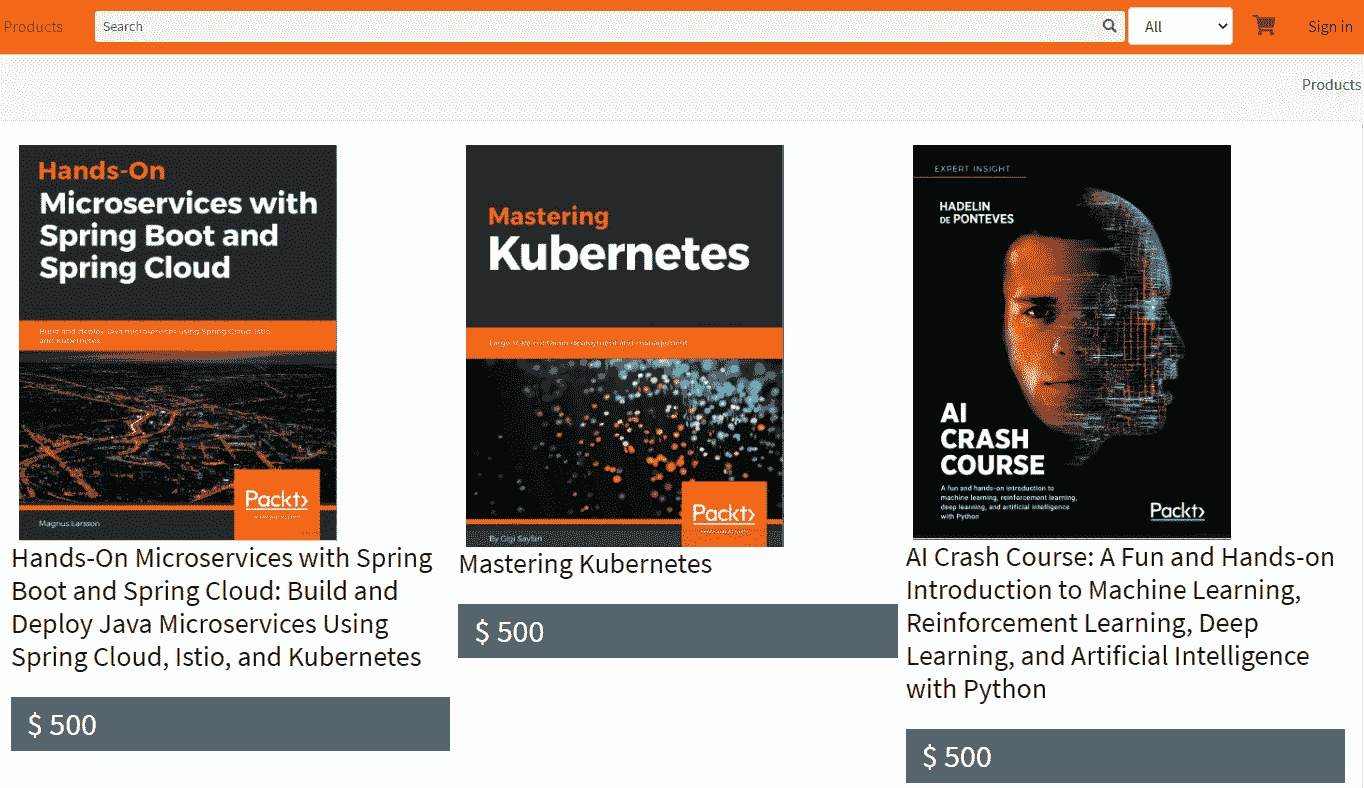 Products
Search
All
Sign in
Products
Hands-On
Microservices with
Spring Boot and
Spring Cloud
Build and deploy Java microservices using Spring Cloud, Istio
and Kubernetes
Magnus Larsson
Packt>
Hands-On Microservices with Spring
Boot and Spring Cloud: Build and
Deploy Java Microservices Using
Spring Cloud, Istio, and Kubernetes
$ 500
Mastering
Kubernetes
Large scale container deployment and management
By Gigi Sayfan
Packt>
Mastering Kubernetes
$ 500
EXPERT INSIGHT
HADELIN
DE PONTEVES
AI
CRASH
COURSE
A fun and hands-on introduction to
machine learning, reinforcement learning,
deep learning, and artificial intelligence
with Python
Packt>
AI Crash Course: A Fun and Hands-on
Introduction to Machine Learning,
Reinforcement Learning, Deep
Learning, and Artificial Intelligence
with Python
$ 500